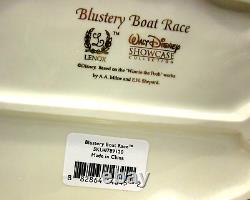 Blustery Boat Race
LENOX
WALT DISNEY
SHOWCASE
COLLECTION
©Disney. Based on the "Winnie the Pooh" works
by A.A. Milne and E.H. Shepard.
Blustery Boat Race™
Made in China